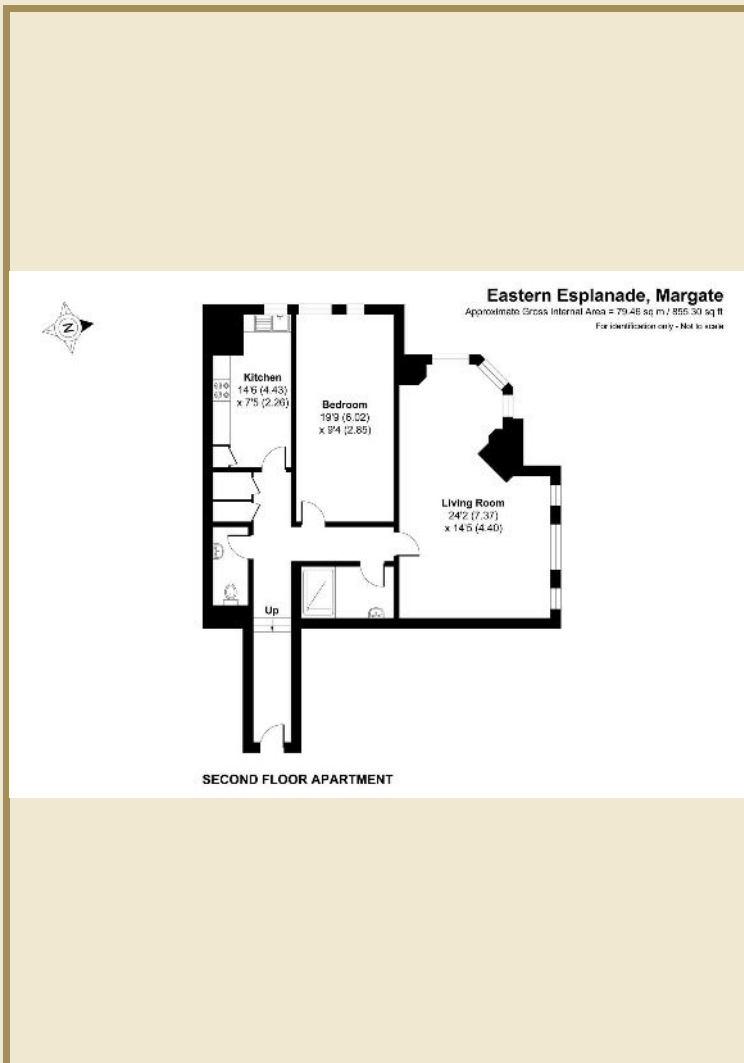 Eastern Esplanade, Margate
Approximate Gross Internal Area = 79.46 sq m / 855.30 sq ft
For identification only - Not to scale
N
Kitchen
14'6 (4.43)
x 7'5 (2.26)
Bedroom
19'9 (6.02)
x 9'4 (2.85)
Living Room
24'2 (7.37)
x 14'5 (4.40)
Up
SECOND FLOOR APARTMENT